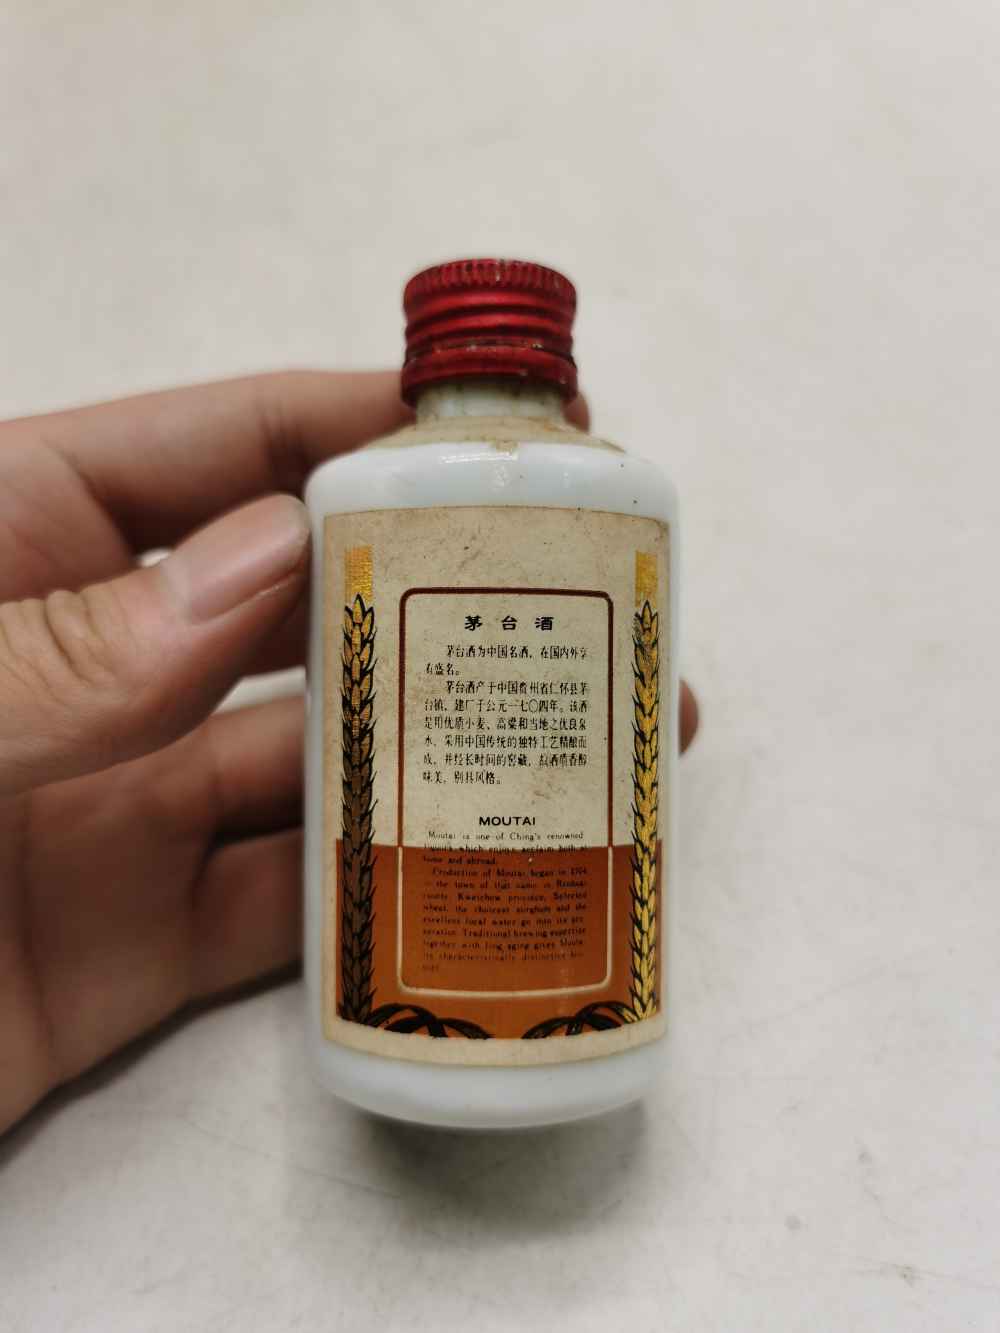 茅台酒
茅台酒为中国名酒，在国内外享
有盛名。
茅台酒产于中国贵州省仁怀县茅
台镇，建厂于公元一七〇四年。该酒
是用优质小麦、高粱和当地之优良泉
水，采用中国传统的独特工艺精酿而
成，并经长时间的窖藏，故酒质香醇
味美，别具风格。
MOUTAI
Moutai is one of China's renowned
liquors which enjoys acclaim both at
home and abroad.
Production of Moutai began in 1704
in the town of that name in Renhuai
county, Kweichow province. Selected
wheat, the choicest sorghum and the
excellent local water go into its pre-
paration. Traditional brewing expertise
together with long aging gives Moutai
its characteristically distinctive